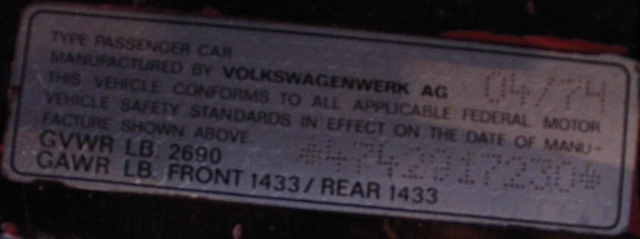 TYPE PASSENGER CAR
MANUFACTURED BY VOLKSWAGENWERK AG 04/74
THIS VEHICLE CONFORMS TO ALL APPLICABLE FEDERAL MOTOR
VEHICLE SAFETY STANDARDS IN EFFECT ON THE DATE OF MANU-
FACTURE SHOWN ABOVE
GVWR LB. 2690 *4742917230*
GAWR LB. FRONT 1433 / REAR 1433